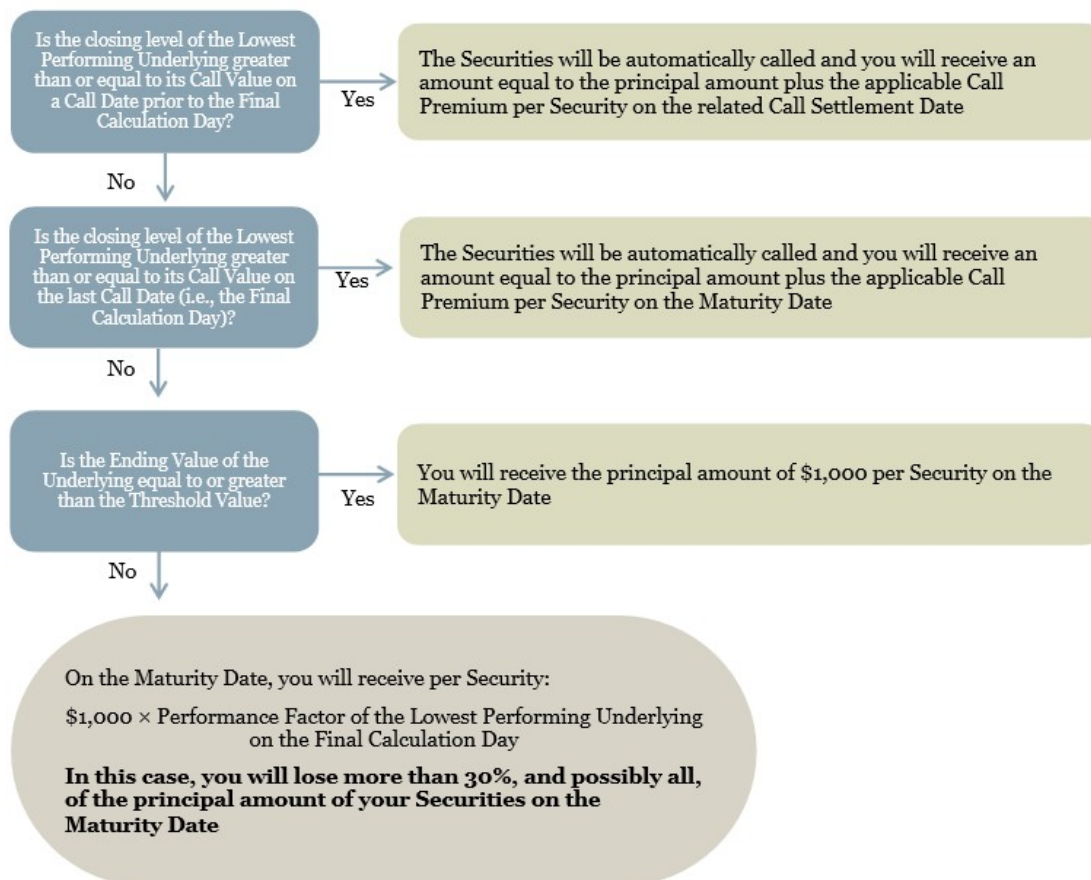 Is the closing level of the Lowest
Performing Underlying greater
than or equal to its Call Value on
a Call Date prior to the Final
Calculation Day?
Yes
The Securities will be automatically called and you will receive an
amount equal to the principal amount plus the applicable Call
Premium per Security on the related Call Settlement Date
No
Is the closing level of the Lowest
Performing Underlying greater
than or equal to its Call Value on
the last Call Date (i.e., the Final
Calculation Day)?
Yes
The Securities will be automatically called and you will receive an
amount equal to the principal amount plus the applicable Call
Premium per Security on the Maturity Date
No
Is the Ending Value of the
Underlying equal to or greater
than the Threshold Value?
Yes
You will receive the principal amount of $1,000 per Security on the
Maturity Date
No
On the Maturity Date, you will receive per Security:
$1,000 × Performance Factor of the Lowest Performing Underlying
on the Final Calculation Day
In this case, you will lose more than 30%, and possibly all,
of the principal amount of your Securities on the
Maturity Date